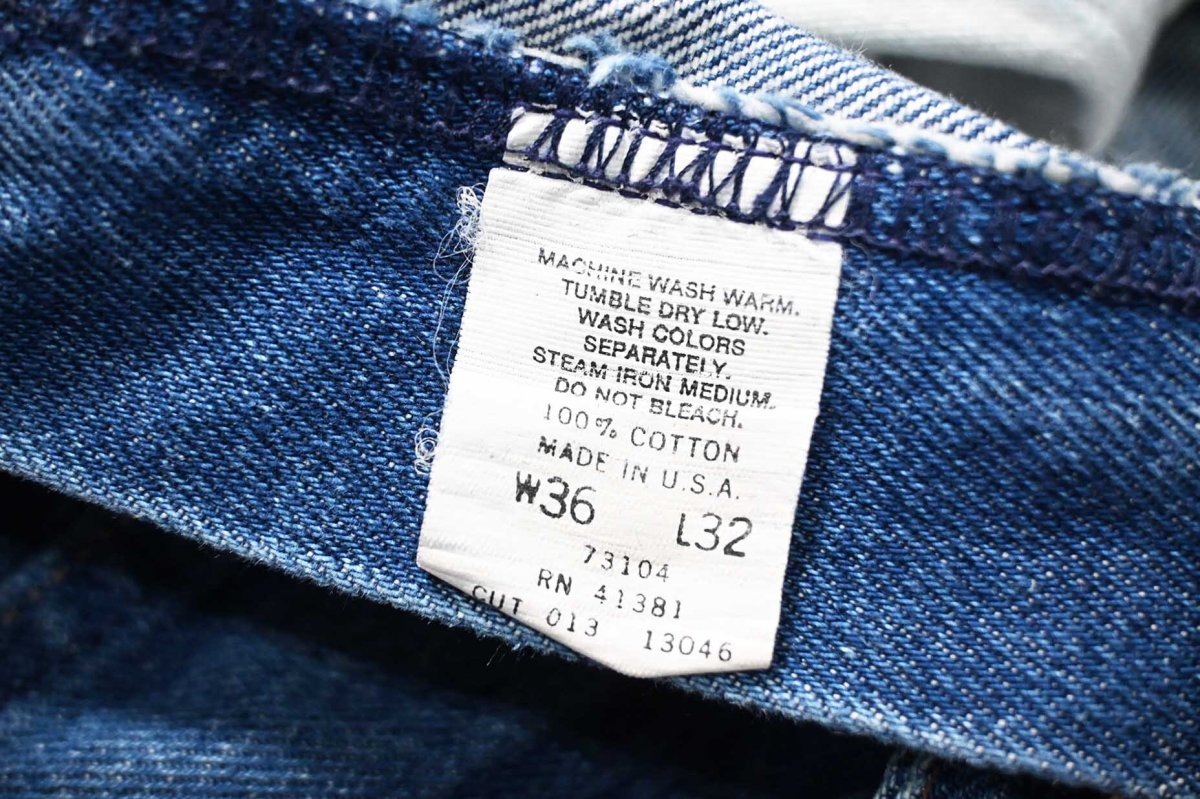 MACHINE WASH WARM.
TUMBLE DRY LOW.
WASH COLORS
SEPARATELY.
STEAM IRON MEDIUM.
DO NOT BLEACH.
100% COTTON
MADE IN U.S.A.
W36 L32
73104
RN 41381
CUT 013 13046